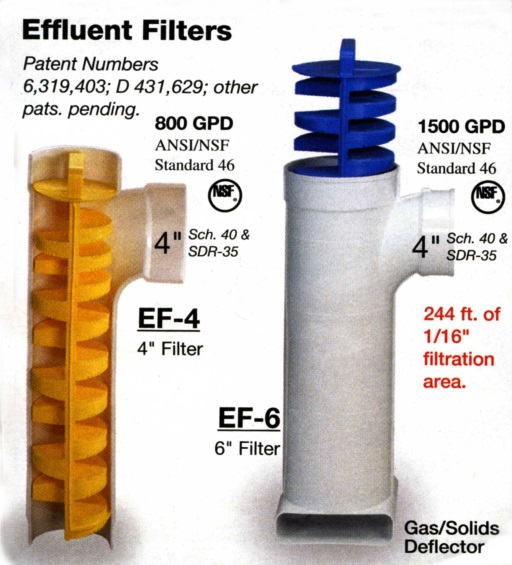 Effluent Filters
Patent Numbers
6,319,403; D 431,629; other
pats. pending.
800 GPD
ANSI/NSF
Standard 46
NSF®
4"
Sch. 40 &
SDR-35
EF-4
4" Filter
1500 GPD
ANSI/NSF
Standard 46
NSF®
4"
Sch. 40 &
SDR-35
244 ft. of
1/16"
filtration
area.
EF-6
6" Filter
Gas/Solids
Deflector